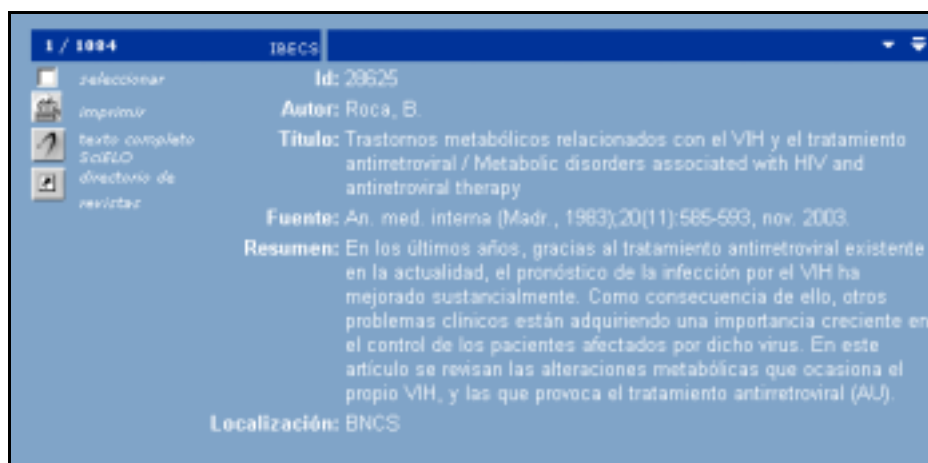 1 / 1084 IBECS
seleccionar
imprimir
texto completo
SciELO
directorio de
revistas
Id: 28625
Autor: Roca, B.
Título: Trastornos metabólicos relacionados con el VIH y el tratamiento
antirretroviral / Metabolic disorders associated with HIV and
antiretroviral therapy
Fuente: An. med. interna (Madr., 1983);20(11):585-593, nov. 2003.
Resumen: En los últimos años, gracias al tratamiento antirretroviral existente
en la actualidad, el pronóstico de la infección por el VIH ha
mejorado sustancialmente. Como consecuencia de ello, otros
problemas clínicos están adquiriendo una importancia creciente en
el control de los pacientes afectados por dicho virus. En este
artículo se revisan las alteraciones metabólicas que ocasiona el
propio VIH, y las que provoca el tratamiento antirretroviral (AU).
Localización: BNCS